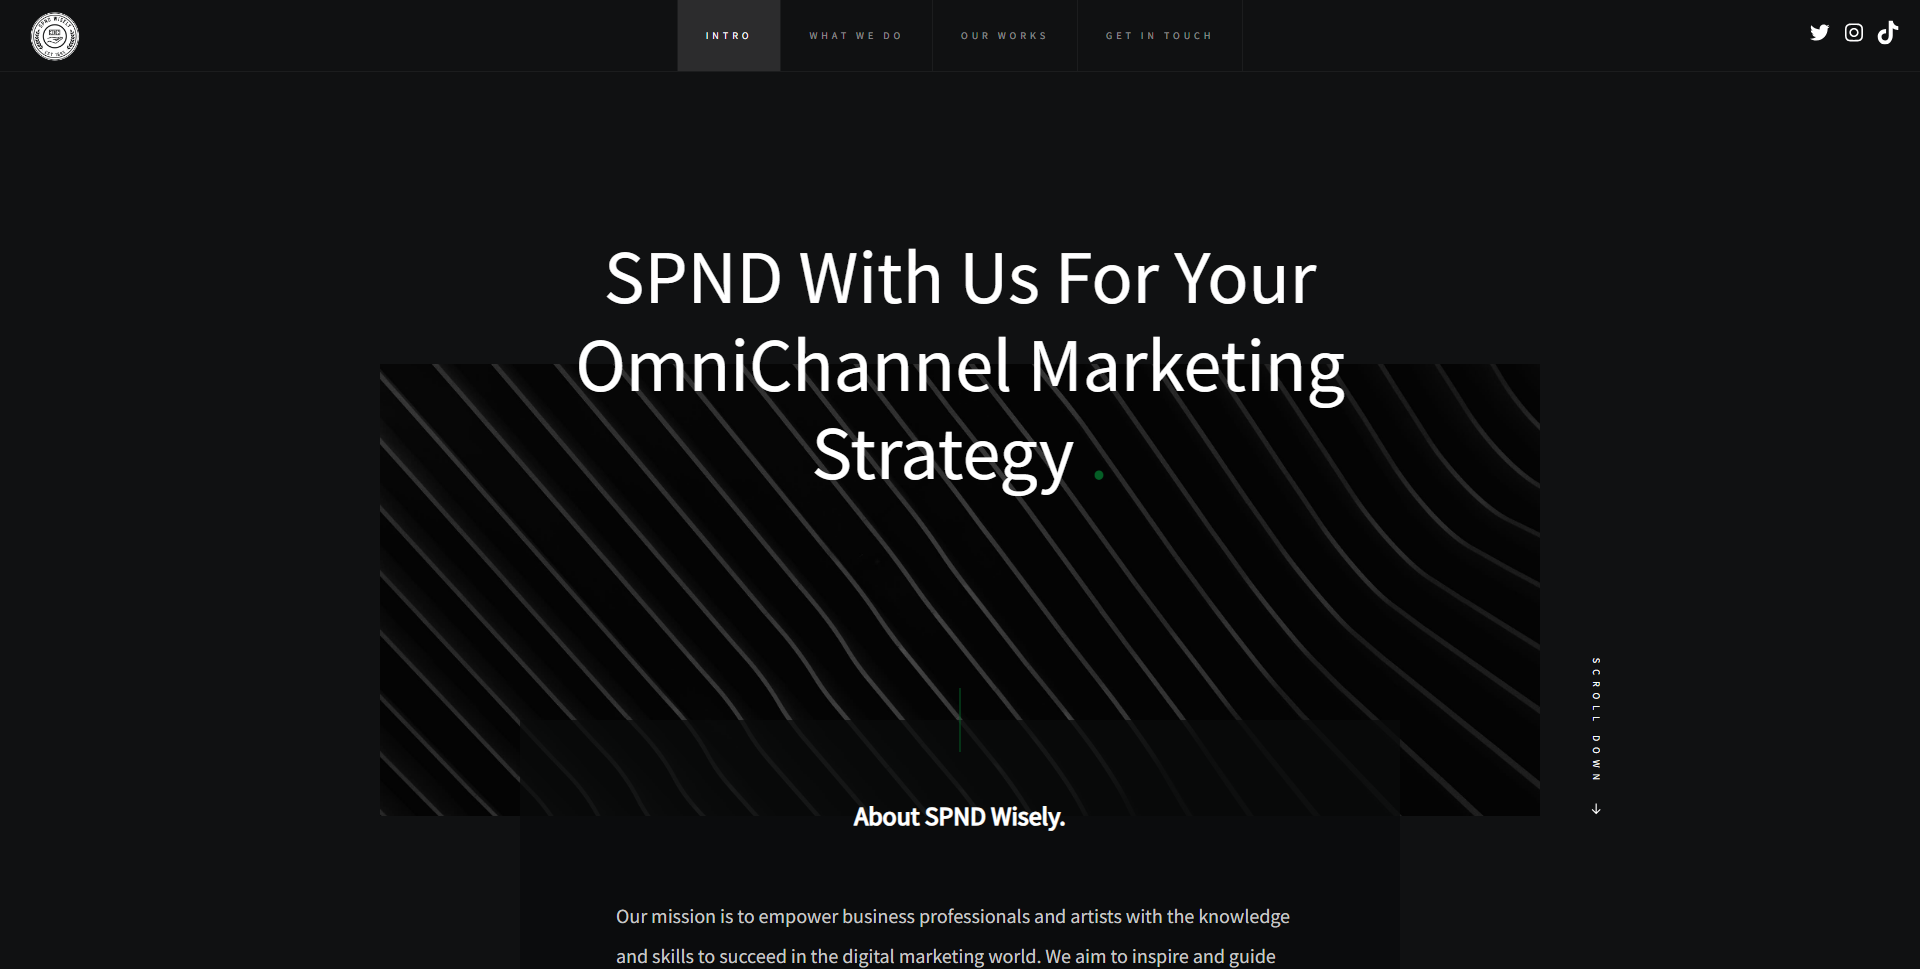 SPND WISELY
INTRO
WHAT WE DO
OUR WORKS
GET IN TOUCH
SPND With Us For Your
OmniChannel Marketing
Strategy .
SCROLL DOWN
About SPND Wisely.
Our mission is to empower business professionals and artists with the knowledge
and skills to succeed in the digital marketing world. We aim to inspire and guide